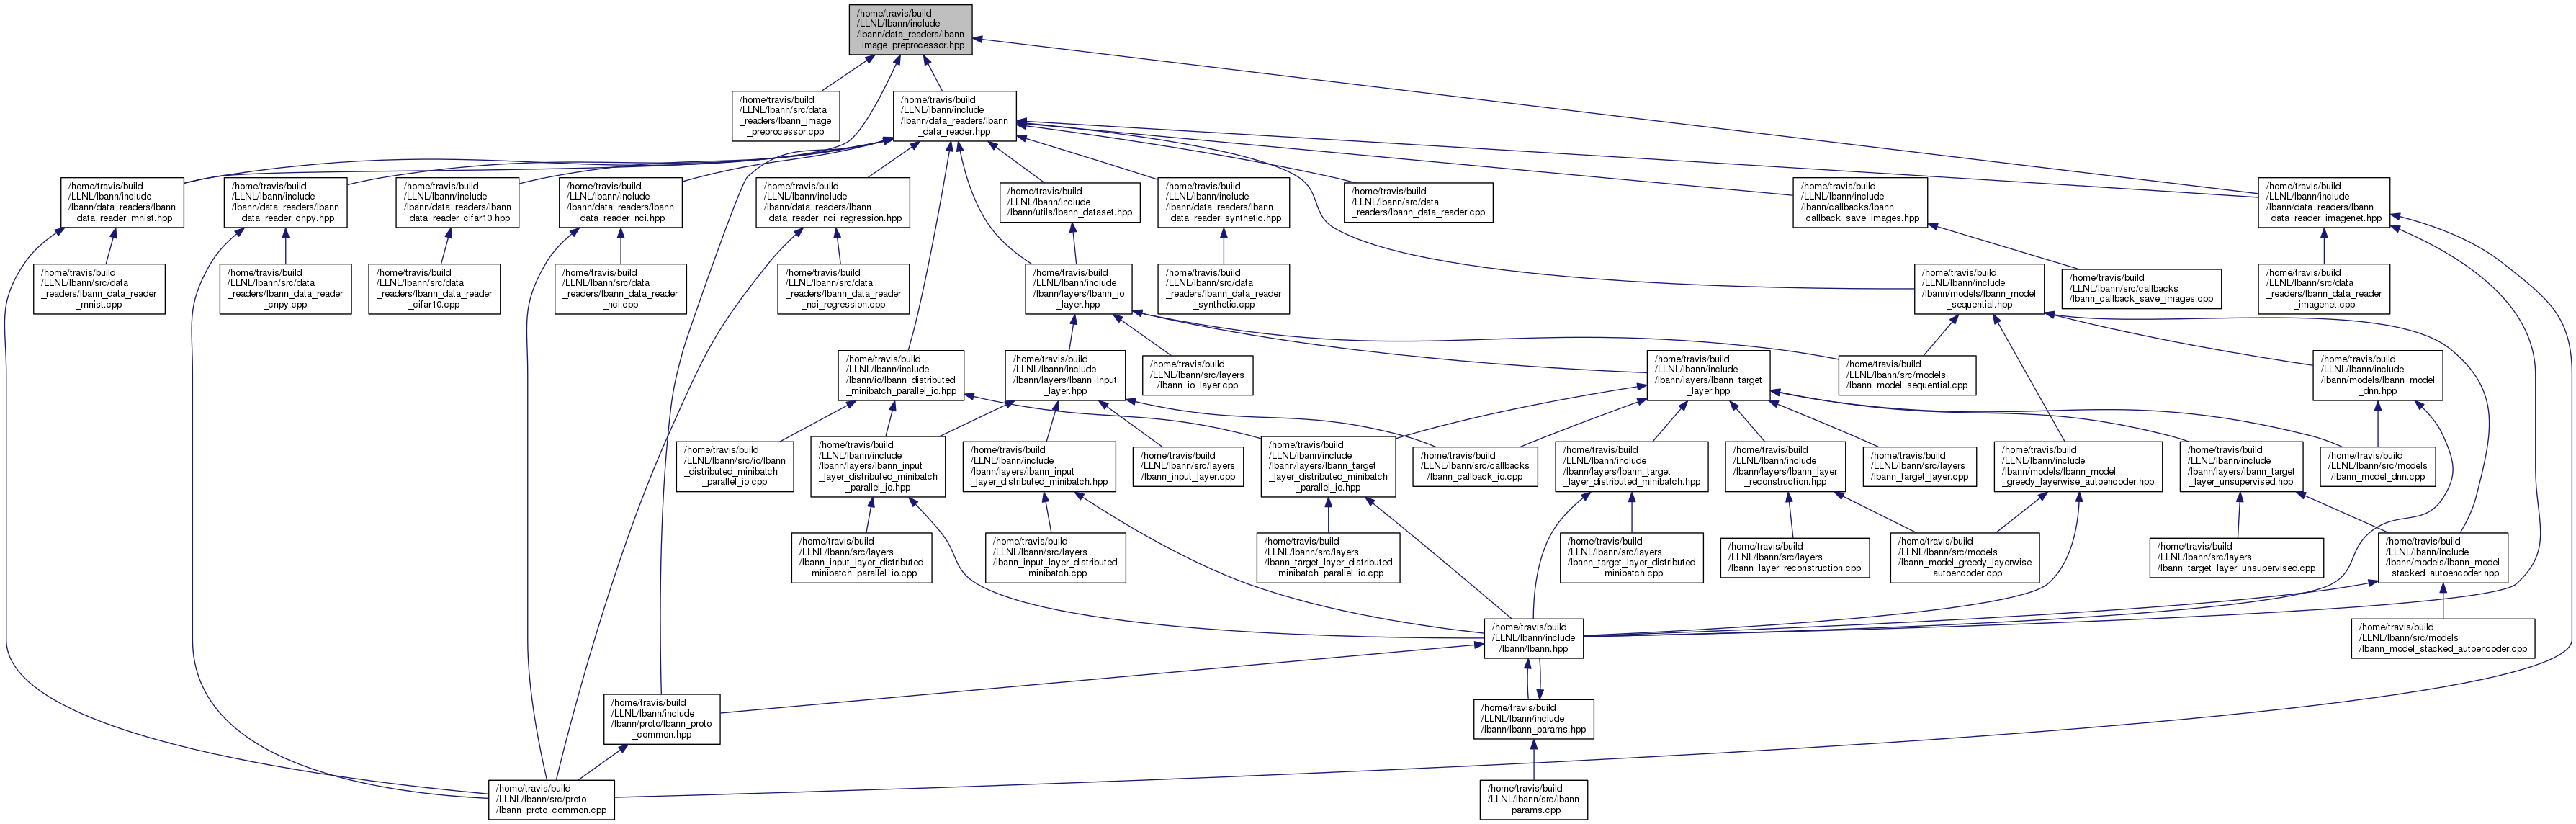 /home/travis/build
/LLNL/lbann/include
/lbann/data_readers/lbann
_image_preprocessor.hpp
/home/travis/build
/LLNL/lbann/src/data
_readers/lbann_image
_preprocessor.cpp
/home/travis/build
/LLNL/lbann/include
/lbann/data_readers/lbann
_data_reader.hpp
/home/travis/build
/LLNL/lbann/include
/lbann/data_readers/lbann
_data_reader_mnist.hpp
/home/travis/build
/LLNL/lbann/include
/lbann/data_readers/lbann
_data_reader_cnpy.hpp
/home/travis/build
/LLNL/lbann/include
/lbann/data_readers/lbann
_data_reader_cifar10.hpp
/home/travis/build
/LLNL/lbann/include
/lbann/data_readers/lbann
_data_reader_nci.hpp
/home/travis/build
/LLNL/lbann/include
/lbann/data_readers/lbann
_data_reader_nci_regression.hpp
/home/travis/build
/LLNL/lbann/include
/lbann/utils/lbann_dataset.hpp
/home/travis/build
/LLNL/lbann/include
/lbann/data_readers/lbann
_data_reader_synthetic.hpp
/home/travis/build
/LLNL/lbann/src/data
_readers/lbann_data_reader.cpp
/home/travis/build
/LLNL/lbann/include
/lbann/callbacks/lbann
_callback_save_images.hpp
/home/travis/build
/LLNL/lbann/include
/lbann/data_readers/lbann
_data_reader_imagenet.hpp
/home/travis/build
/LLNL/lbann/src/data
_readers/lbann_data_reader
_mnist.cpp
/home/travis/build
/LLNL/lbann/src/data
_readers/lbann_data_reader
_cnpy.cpp
/home/travis/build
/LLNL/lbann/src/data
_readers/lbann_data_reader
_cifar10.cpp
/home/travis/build
/LLNL/lbann/src/data
_readers/lbann_data_reader
_nci.cpp
/home/travis/build
/LLNL/lbann/src/data
_readers/lbann_data_reader
_nci_regression.cpp
/home/travis/build
/LLNL/lbann/include
/lbann/layers/lbann_io
_layer.hpp
/home/travis/build
/LLNL/lbann/src/data
_readers/lbann_data_reader
_synthetic.cpp
/home/travis/build
/LLNL/lbann/include
/lbann/models/lbann_model
_sequential.hpp
/home/travis/build
/LLNL/lbann/src/callbacks
/lbann_callback_save_images.cpp
/home/travis/build
/LLNL/lbann/src/data
_readers/lbann_data_reader
_imagenet.cpp
/home/travis/build
/LLNL/lbann/include
/lbann/io/lbann_distributed
_minibatch_parallel_io.hpp
/home/travis/build
/LLNL/lbann/include
/lbann/layers/lbann_input
_layer.hpp
/home/travis/build
/LLNL/lbann/src/layers
/lbann_io_layer.cpp
/home/travis/build
/LLNL/lbann/include
/lbann/layers/lbann_target
_layer.hpp
/home/travis/build
/LLNL/lbann/src/models
/lbann_model_sequential.cpp
/home/travis/build
/LLNL/lbann/include
/lbann/models/lbann_model
_dnn.hpp
/home/travis/build
/LLNL/lbann/src/io/lbann
_distributed_minibatch
_parallel_io.cpp
/home/travis/build
/LLNL/lbann/include
/lbann/layers/lbann_input
_layer_distributed_minibatch
_parallel_io.hpp
/home/travis/build
/LLNL/lbann/include
/lbann/layers/lbann_input
_layer_distributed_minibatch.hpp
/home/travis/build
/LLNL/lbann/src/layers
/lbann_input_layer.cpp
/home/travis/build
/LLNL/lbann/include
/lbann/layers/lbann_target
_layer_distributed_minibatch
_parallel_io.hpp
/home/travis/build
/LLNL/lbann/src/callbacks
/lbann_callback_io.cpp
/home/travis/build
/LLNL/lbann/include
/lbann/layers/lbann_target
_layer_distributed_minibatch.hpp
/home/travis/build
/LLNL/lbann/include
/lbann/layers/lbann_layer
_reconstruction.hpp
/home/travis/build
/LLNL/lbann/src/layers
/lbann_target_layer.cpp
/home/travis/build
/LLNL/lbann/include
/lbann/models/lbann_model
_greedy_layerwise_autoencoder.hpp
/home/travis/build
/LLNL/lbann/include
/lbann/layers/lbann_target
_layer_unsupervised.hpp
/home/travis/build
/LLNL/lbann/src/models
/lbann_model_dnn.cpp
/home/travis/build
/LLNL/lbann/src/layers
/lbann_input_layer_distributed
_minibatch_parallel_io.cpp
/home/travis/build
/LLNL/lbann/src/layers
/lbann_input_layer_distributed
_minibatch.cpp
/home/travis/build
/LLNL/lbann/src/layers
/lbann_target_layer_distributed
_minibatch_parallel_io.cpp
/home/travis/build
/LLNL/lbann/src/layers
/lbann_target_layer_distributed
_minibatch.cpp
/home/travis/build
/LLNL/lbann/src/layers
/lbann_layer_reconstruction.cpp
/home/travis/build
/LLNL/lbann/src/models
/lbann_model_greedy_layerwise
_autoencoder.cpp
/home/travis/build
/LLNL/lbann/src/layers
/lbann_target_layer_unsupervised.cpp
/home/travis/build
/LLNL/lbann/include
/lbann/models/lbann_model
_stacked_autoencoder.hpp
/home/travis/build
/LLNL/lbann/include
/lbann/lbann.hpp
/home/travis/build
/LLNL/lbann/src/models
/lbann_model_stacked_autoencoder.cpp
/home/travis/build
/LLNL/lbann/include
/lbann/proto/lbann_proto
_common.hpp
/home/travis/build
/LLNL/lbann/include
/lbann/lbann_params.hpp
/home/travis/build
/LLNL/lbann/src/proto
/lbann_proto_common.cpp
/home/travis/build
/LLNL/lbann/src/lbann
_params.cpp